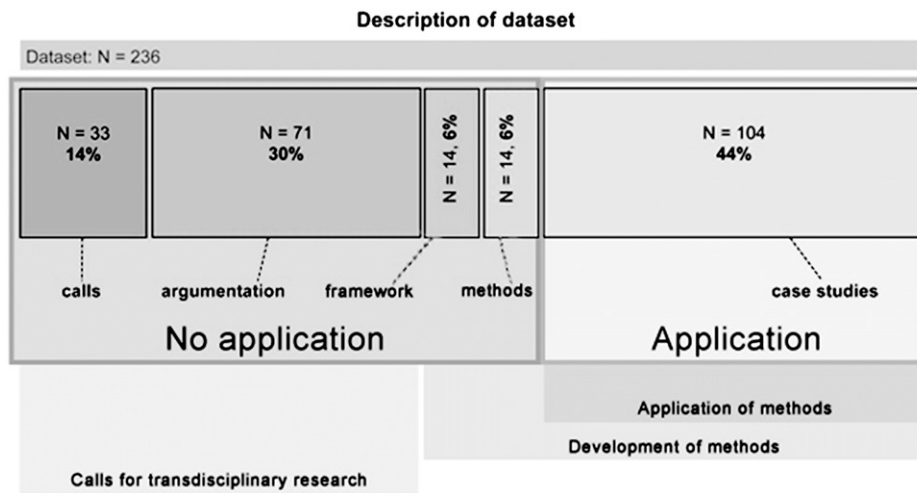 Description of dataset
Dataset: N = 236
N = 33
14%
N = 71
30%
N = 14, 6%
N = 14, 6%
N = 104
44%
calls
argumentation
framework
methods
case studies
No application
Application
Application of methods
Development of methods
Calls for transdisciplinary research